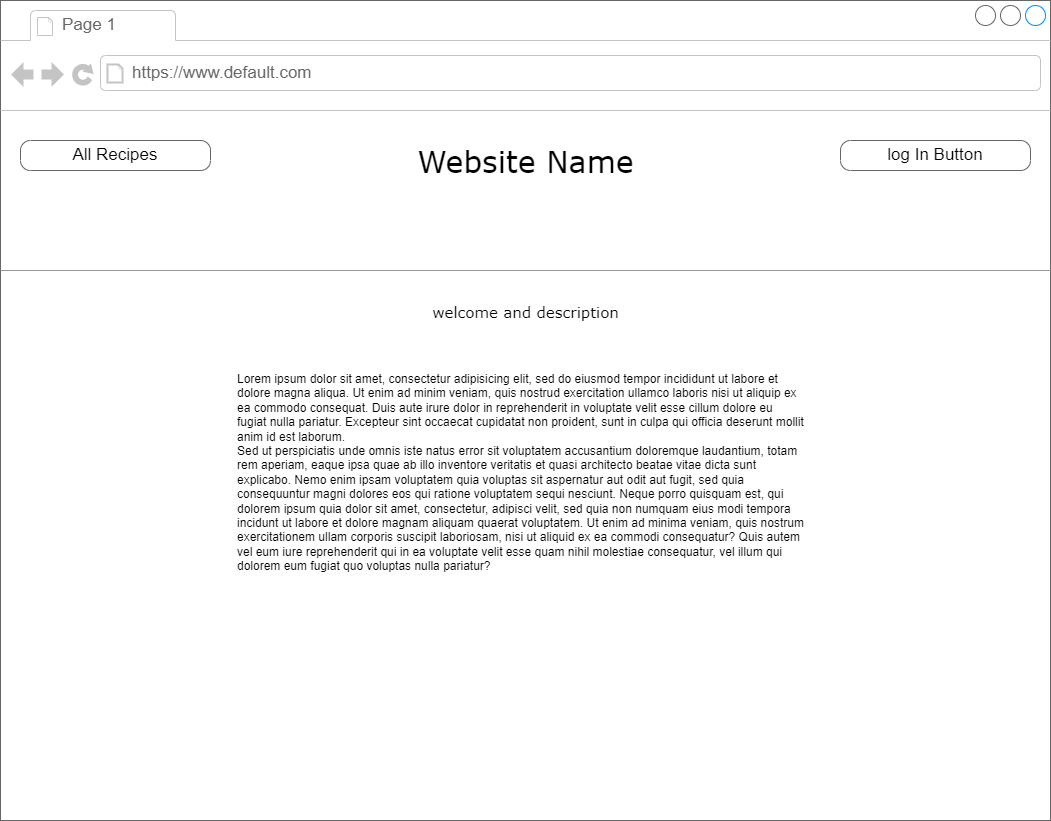 Page 1
https://www.default.com
All Recipes
Website Name
log In Button
welcome and description
Lorem ipsum dolor sit amet, consectetur adipisicing elit, sed do eiusmod tempor incididunt ut labore et
dolore magna aliqua. Ut enim ad minim veniam, quis nostrud exercitation ullamco laboris nisi ut aliquip ex
ea commodo consequat. Duis aute irure dolor in reprehenderit in voluptate velit esse cillum dolore eu
fugiat nulla pariatur. Excepteur sint occaecat cupidatat non proident, sunt in culpa qui officia deserunt mollit
anim id est laborum.
Sed ut perspiciatis unde omnis iste natus error sit voluptatem accusantium doloremque laudantium, totam
rem aperiam, eaque ipsa quae ab illo inventore veritatis et quasi architecto beatae vitae dicta sunt
explicabo. Nemo enim ipsam voluptatem quia voluptas sit aspernatur aut odit aut fugit, sed quia
consequuntur magni dolores eos qui ratione voluptatem sequi nesciunt. Neque porro quisquam est, qui
dolorem ipsum quia dolor sit amet, consectetur, adipisci velit, sed quia non numquam eius modi tempora
incidunt ut labore et dolore magnam aliquam quaerat voluptatem. Ut enim ad minima veniam, quis nostrum
exercitationem ullam corporis suscipit laboriosam, nisi ut aliquid ex ea commodi consequatur? Quis autem
vel eum iure reprehenderit qui in ea voluptate velit esse quam nihil molestiae consequatur, vel illum qui
dolorem eum fugiat quo voluptas nulla pariatur?